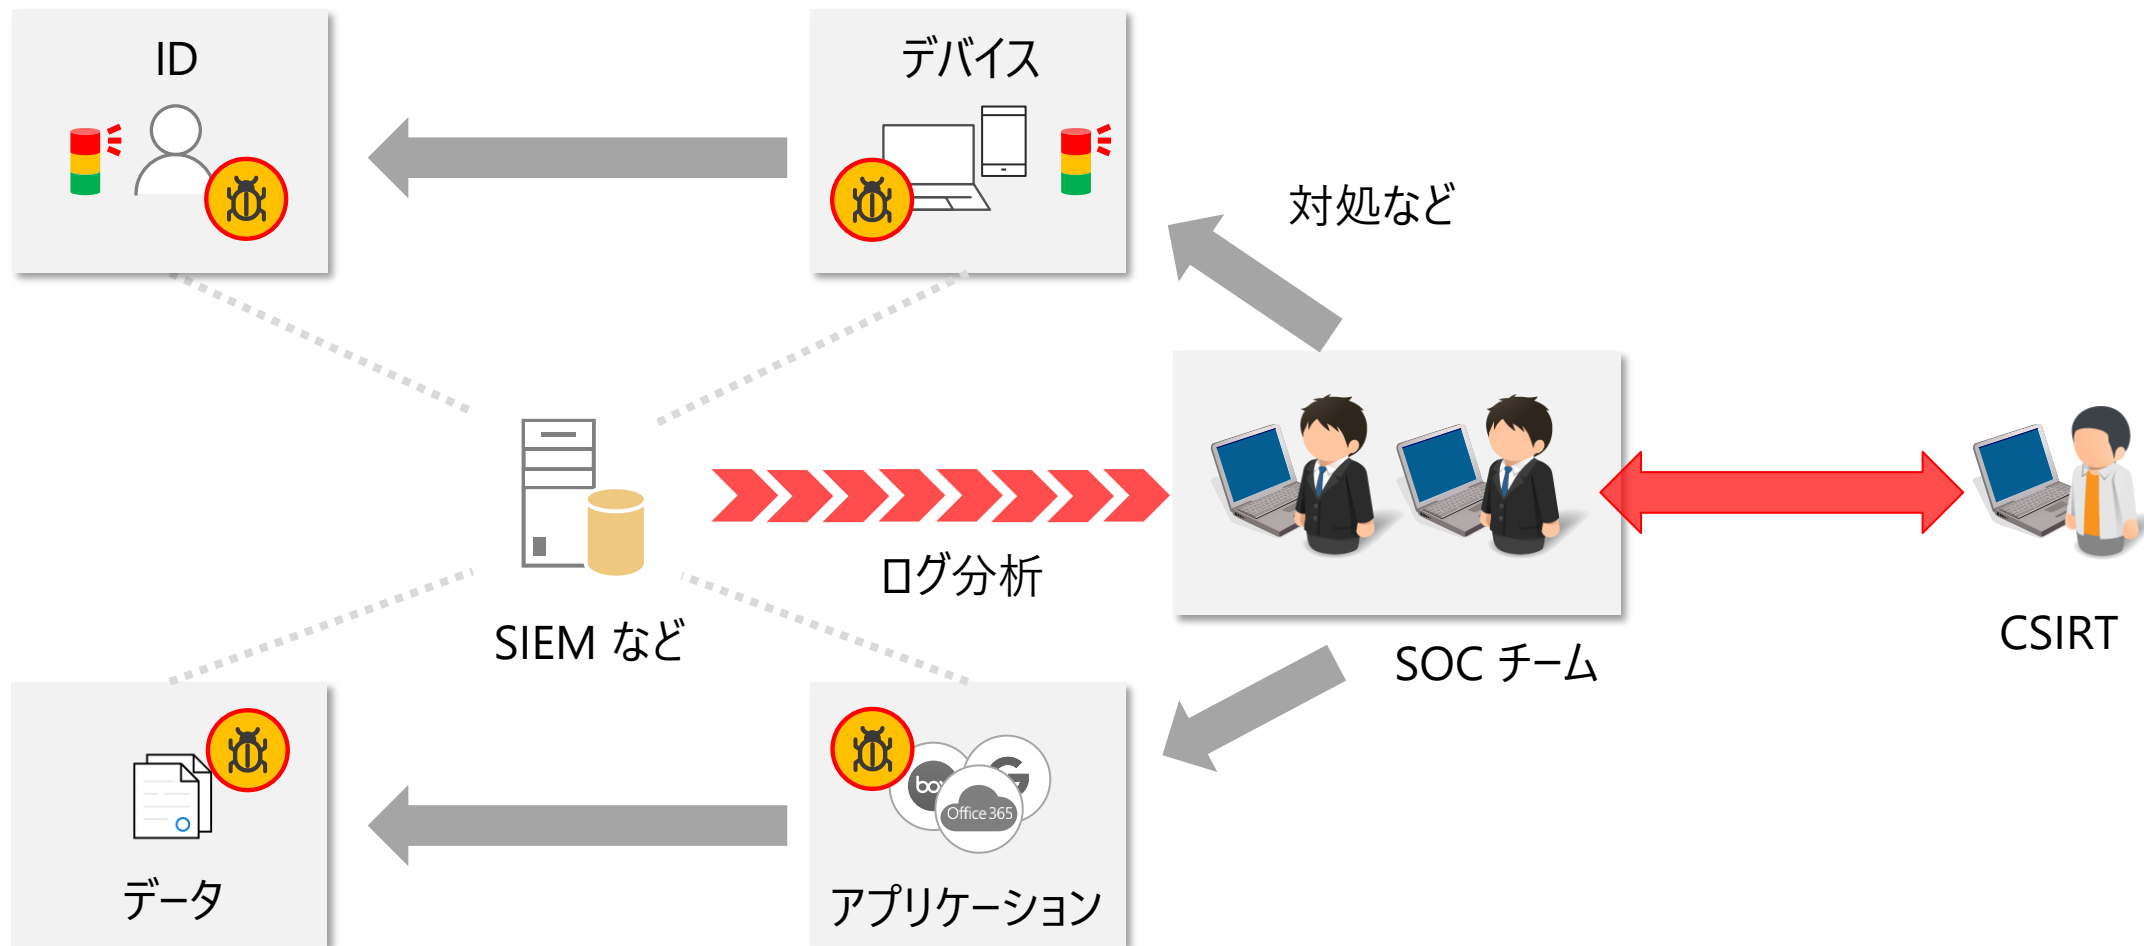 ID
デバイス
対処など
SIEM など
ログ分析
SOC チーム
CSIRT
データ
box
G
Office 365
アプリケーション